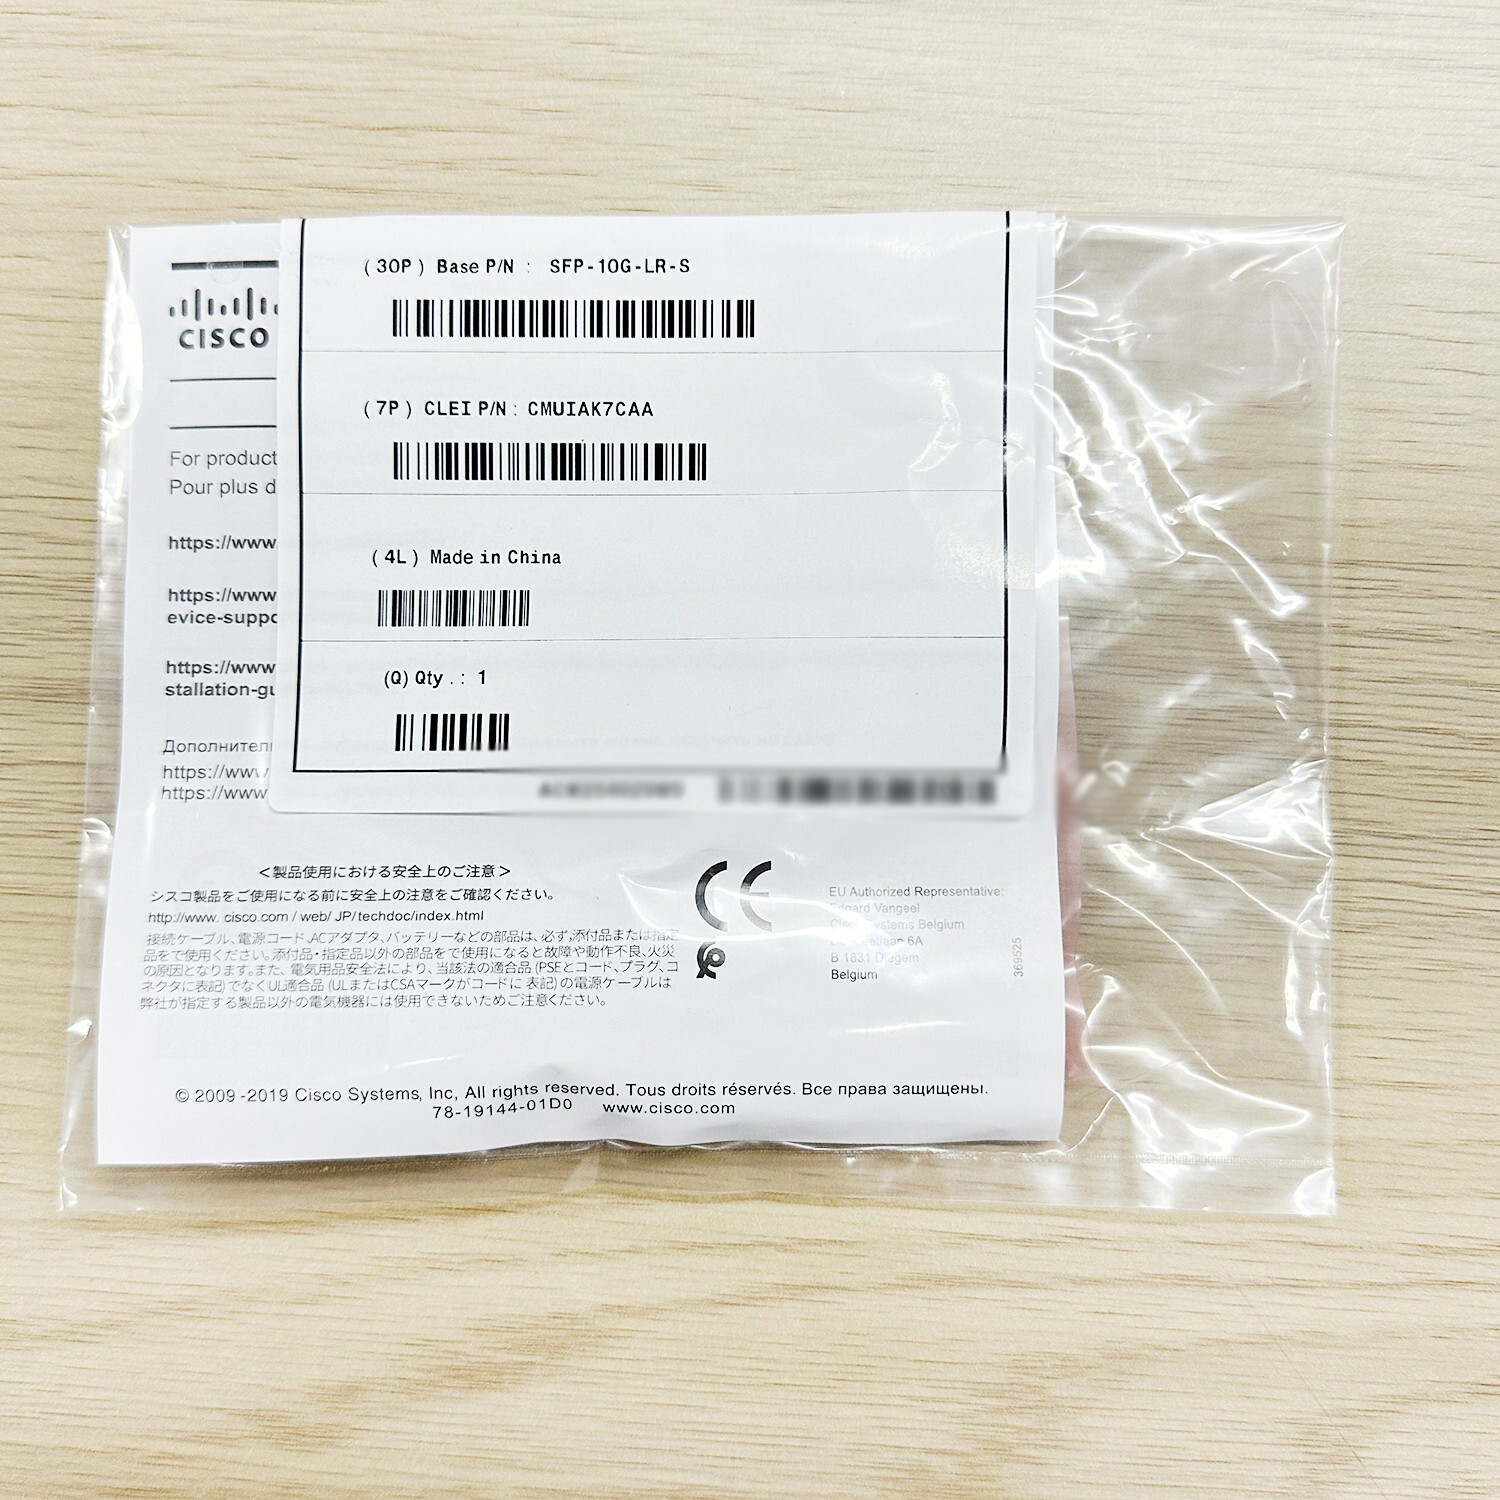 (30P) Base P/N : SFP-10G-LR-S
(7P) CLEI P/N : CMUIAK7CAA
(4L) Made in China
(Q) Qty . : 1
CISCO
For product
Pour plus d
https://www
https://www
evice-suppo
https://www
stallation-gu
Дополнител
https://www
https://www
<製品使用における安全上のご注意>
シスコ製品をご使用になる前に安全上の注意をご確認ください。
http://www. cisco.com / web/ JP/ techdoc/index.html
接続ケーブル、電源コード、ACアダプタ、バッテリーなどの部品は、必ず,添付品または指定
品をで使用ください。添付品・指定品以外の部品をで使用になると故障や動作不良、火災
の原因となります。また、電気用品安全法により、当該法の適合品 (PSEとコード、プラグ、コ
ネクタに表記)でなくUL適合品 (ULまたはCSAマークがコードに 表記) の電源ケーブルは
弊社が指定する製品以外の電気機器には使用できないためご注意ください。
CE
EU Authorized Representative:
Edgard Vangeel
Cisco Systems Belgium
6A
B 1831 Diegem
Belgium
369525
© 2009-2019 Cisco Systems, Inc, All rights reserved. Tous droits réservés. Все права защищены.
78-19144-01D0 www.cisco.com